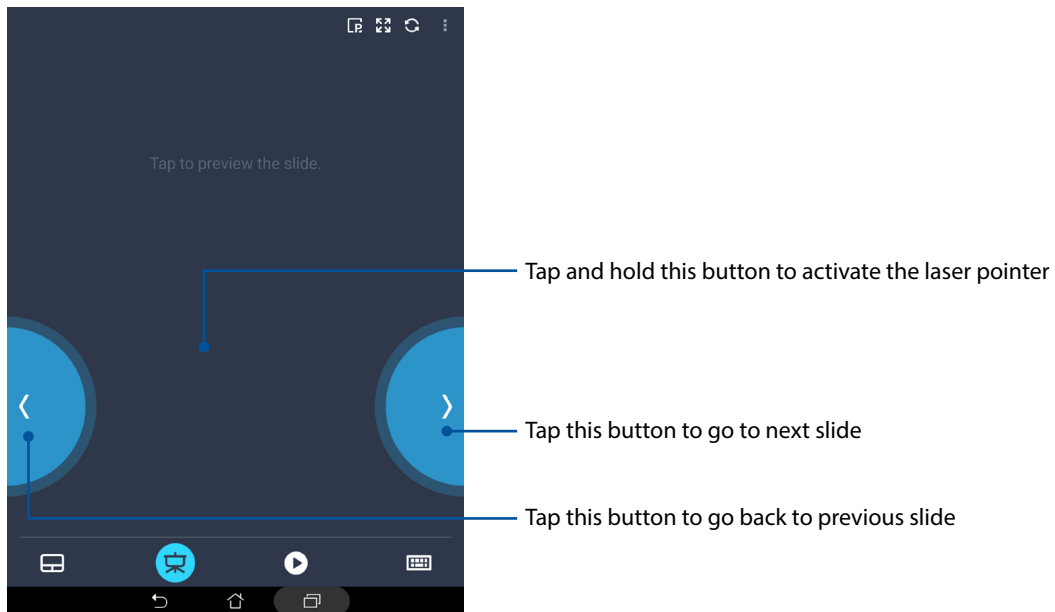 Tap to preview the slide.
Tap and hold this button to activate the laser pointer
Tap this button to go to next slide
Tap this button to go back to previous slide